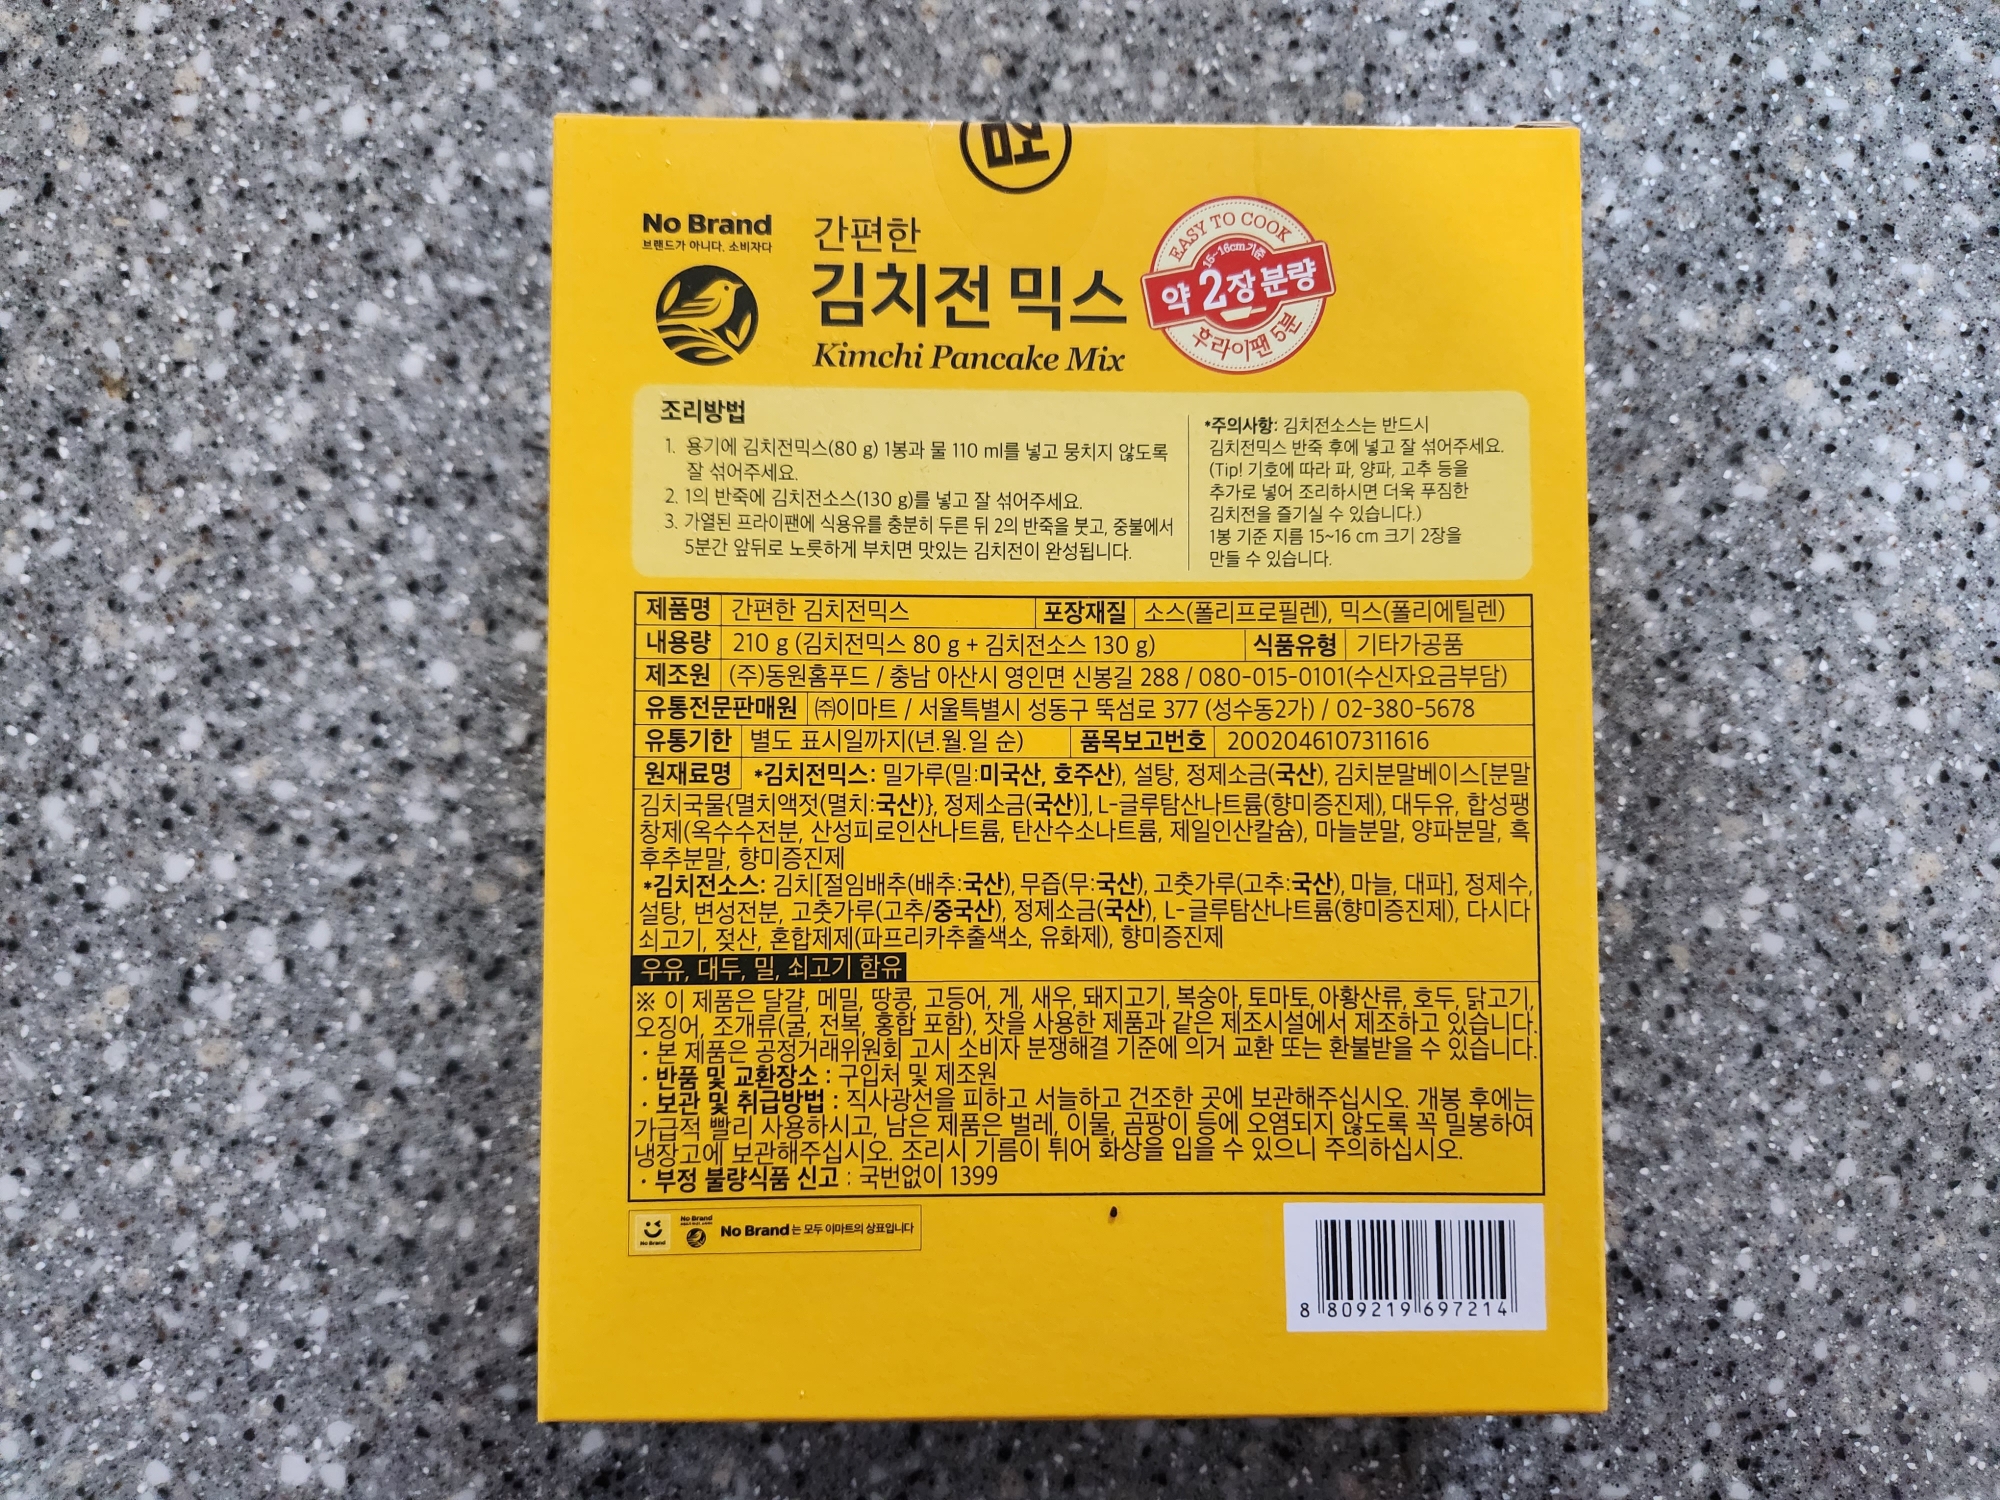 검
No Brand
브랜드가 아니다. 소비자다
간편한
김치전 믹스
Kimchi Pancake Mix
EASY TO COOK
15~16cm기준
약 2장 분량
후라이팬 5분
조리방법
1. 용기에 김치전믹스(80 g) 1봉과 물 110 ml를 넣고 뭉치지 않도록
잘 섞어주세요.
2. 1의 반죽에 김치전소스(130 g)를 넣고 잘 섞어주세요.
3. 가열된 프라이팬에 식용유를 충분히 두른 뒤 2의 반죽을 붓고, 중불에서
5분간 앞뒤로 노릇하게 부치면 맛있는 김치전이 완성됩니다.
*주의사항: 김치전소스는 반드시
김치전믹스 반죽 후에 넣고 잘 섞어주세요.
(Tip! 기호에 따라 파, 양파, 고추 등을
추가로 넣어 조리하시면 더욱 푸짐한
김치전을 즐기실 수 있습니다.)
1봉 기준 지름 15~16 cm 크기 2장을
만들 수 있습니다.
제품명 간편한 김치전믹스 포장재질 소스(폴리프로필렌), 믹스(폴리에틸렌)
내용량 210 g (김치전믹스 80 g + 김치전소스 130 g) 식품유형 기타가공품
제조원 (주)동원홈푸드 / 충남 아산시 영인면 신봉길 288 / 080-015-0101(수신자요금부담)
유통전문판매원 ㈜이마트 / 서울특별시 성동구 뚝섬로 377 (성수동2가) / 02-380-5678
유통기한 별도 표시일까지(년.월.일 순) 품목보고번호 2002046107311616
원재료명 *김치전믹스: 밀가루(밀:미국산, 호주산), 설탕, 정제소금(국산), 김치분말베이스[분말
김치국물{멸치액젓(멸치:국산)}, 정제소금(국산)], L-글루탐산나트륨(향미증진제), 대두유, 합성팽
창제(옥수수전분, 산성피로인산나트륨, 탄산수소나트륨, 제일인산칼슘), 마늘분말, 양파분말, 흑
후추분말, 향미증진제
*김치전소스: 김치[절임배추(배추:국산), 무즙(무:국산), 고춧가루(고추:국산), 마늘, 대파], 정제수,
설탕, 변성전분, 고춧가루(고추/중국산), 정제소금(국산), L-글루탐산나트륨(향미증진제), 다시다
쇠고기, 젖산, 혼합제제(파프리카추출색소, 유화제), 향미증진제
우유, 대두, 밀, 쇠고기 함유
※ 이 제품은 달걀, 메밀, 땅콩, 고등어, 게, 새우, 돼지고기, 복숭아, 토마토, 아황산류, 호두, 닭고기,
오징어, 조개류(굴, 전복, 홍합 포함), 잣을 사용한 제품과 같은 제조시설에서 제조하고 있습니다.
· 본 제품은 공정거래위원회 고시 소비자 분쟁해결 기준에 의거 교환 또는 환불받을 수 있습니다.
· 반품 및 교환장소 : 구입처 및 제조원
· 보관 및 취급방법 : 직사광선을 피하고 서늘하고 건조한 곳에 보관해주십시오. 개봉 후에는
가급적 빨리 사용하시고, 남은 제품은 벌레, 이물, 곰팡이 등에 오염되지 않도록 꼭 밀봉하여
냉장고에 보관해주십시오. 조리시 기름이 튀어 화상을 입을 수 있으니 주의하십시오.
· 부정 불량식품 신고 : 국번없이 1399
No Brand No Brand No Brand는 모두 이마트의 상표입니다
8 809219 697214